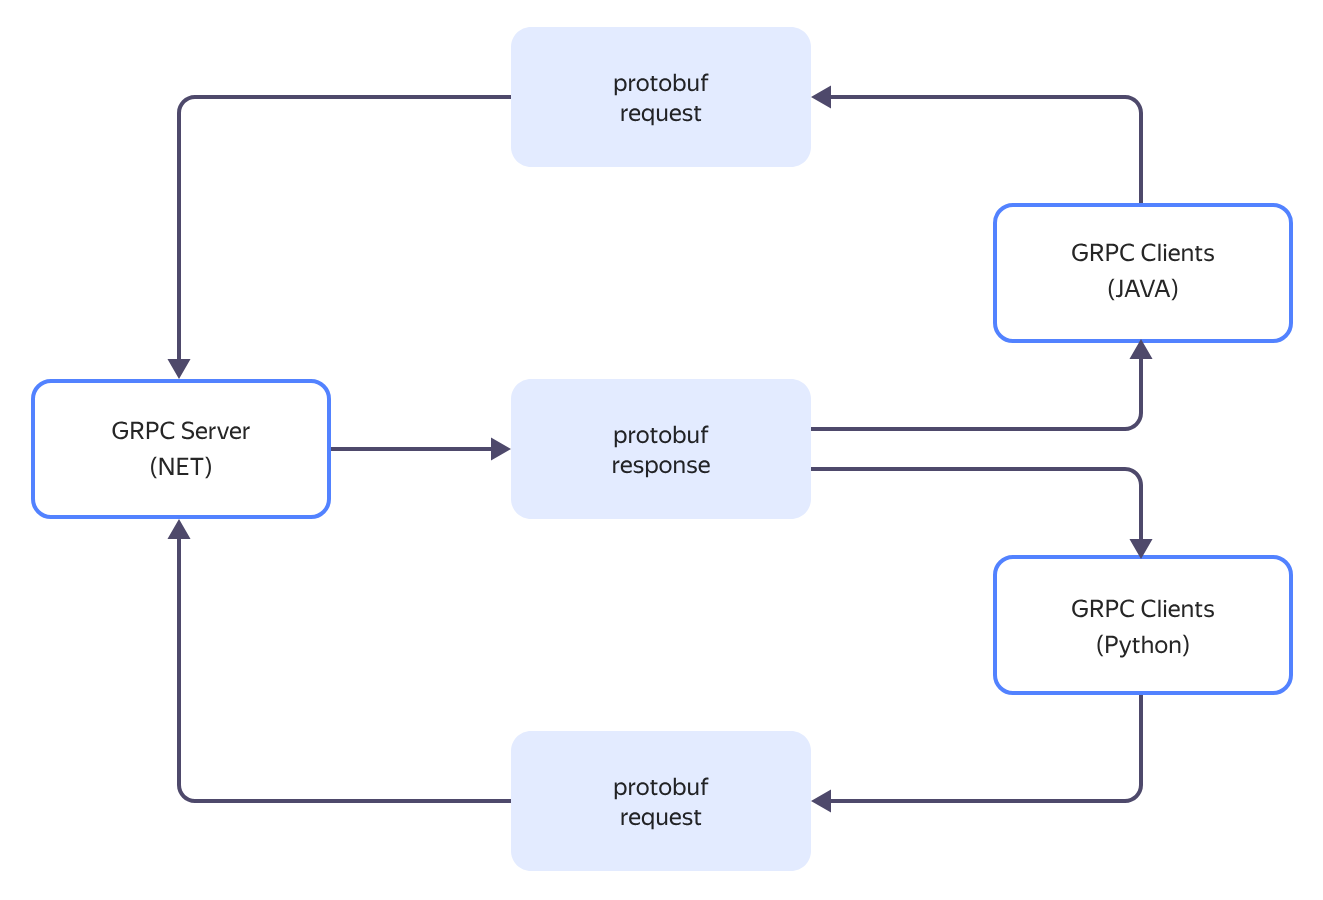 protobuf
request
GRPC Clients
(JAVA)
GRPC Server
(NET)
protobuf
response
GRPC Clients
(Python)
protobuf
request